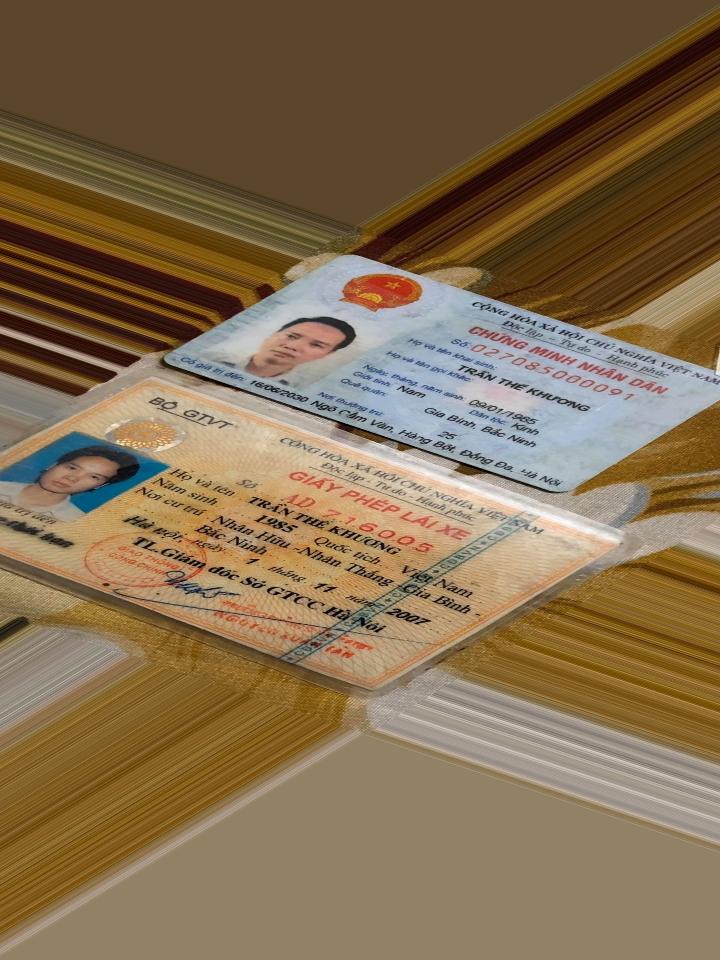 CỘNG HÒA XÃ HỘI CHỦ NGHĨA VIỆT NAM
Độc lập - Tự do - Hạnh phúc
CHỨNG MINH NHÂN DÂN
Số: 027085000091
Họ và tên khai sinh:
TRẦN THẾ KHƯƠNG
Họ và tên gọi khác:
Ngày, tháng, năm sinh: 09/01/1985
Giới tính: Nam Dân tộc: Kinh
Quê quán: Gia Bình, Bắc Ninh
Nơi thường trú: 25
Có giá trị đến: 16/06/2030 Ngô Cẩm Vân, Hàng Bột, Đống Đa, Hà Nội
BỘ GTVT
CỘNG HÒA XÃ HỘI CHỦ NGHĨA VIỆT NAM
Độc lập - Tự do - Hạnh phúc
GIẤY PHÉP LÁI XE
Số AD 716005
Họ và tên TRẦN THẾ KHƯƠNG
Năm sinh 1985 Quốc tịch Việt Nam
Nơi cư trú Nhân Hữu - Nhân Thắng - Gia Bình -
Bắc Ninh
Hà Nội, ngày 1 tháng 11 năm 2007
TL.Giám đốc Sở GTCC Hà Nội